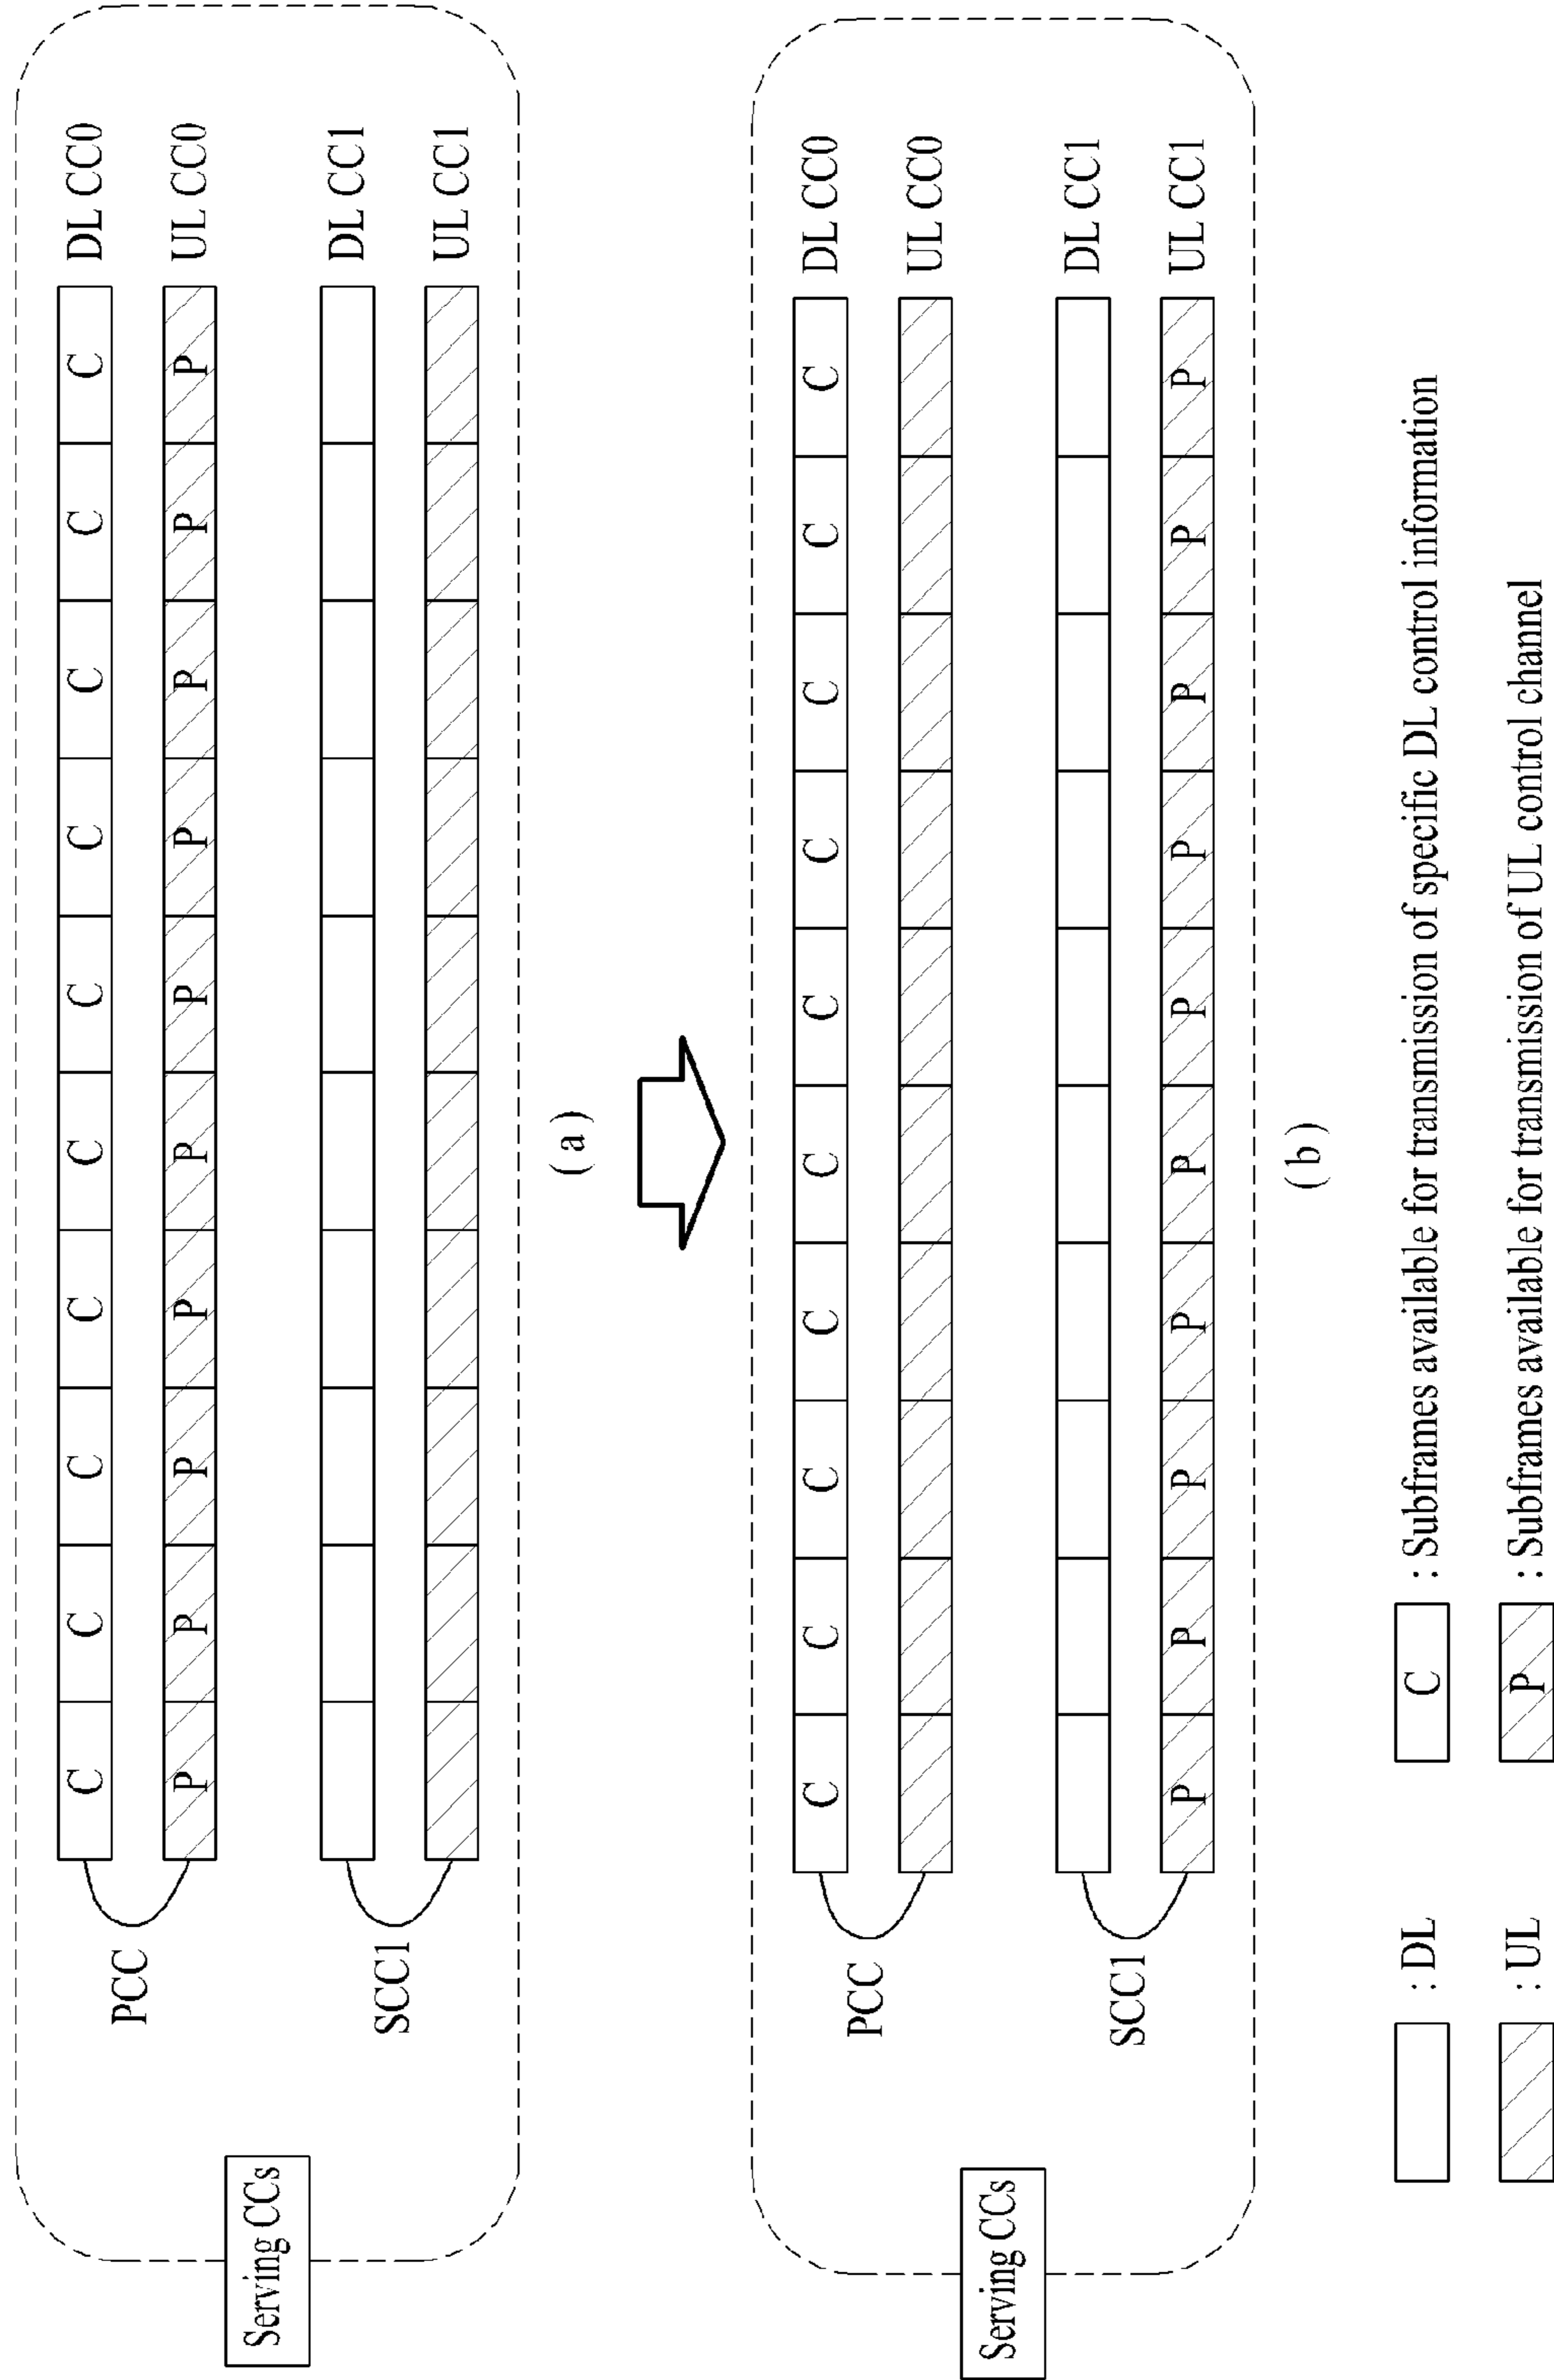 Serving CCs
PCC
C C C C C C C C C C DL CC0
P P P P P P P P P P UL CC0
SCC1
DL CC1
UL CC1
( a )
Serving CCs
PCC
C C C C C C C C C C DL CC0
UL CC0
SCC1
DL CC1
P P P P P P P P P P UL CC1
( b )
: DL
C : Subframes available for transmission of specific DL control information
: UL
P : Subframes available for transmission of UL control channel